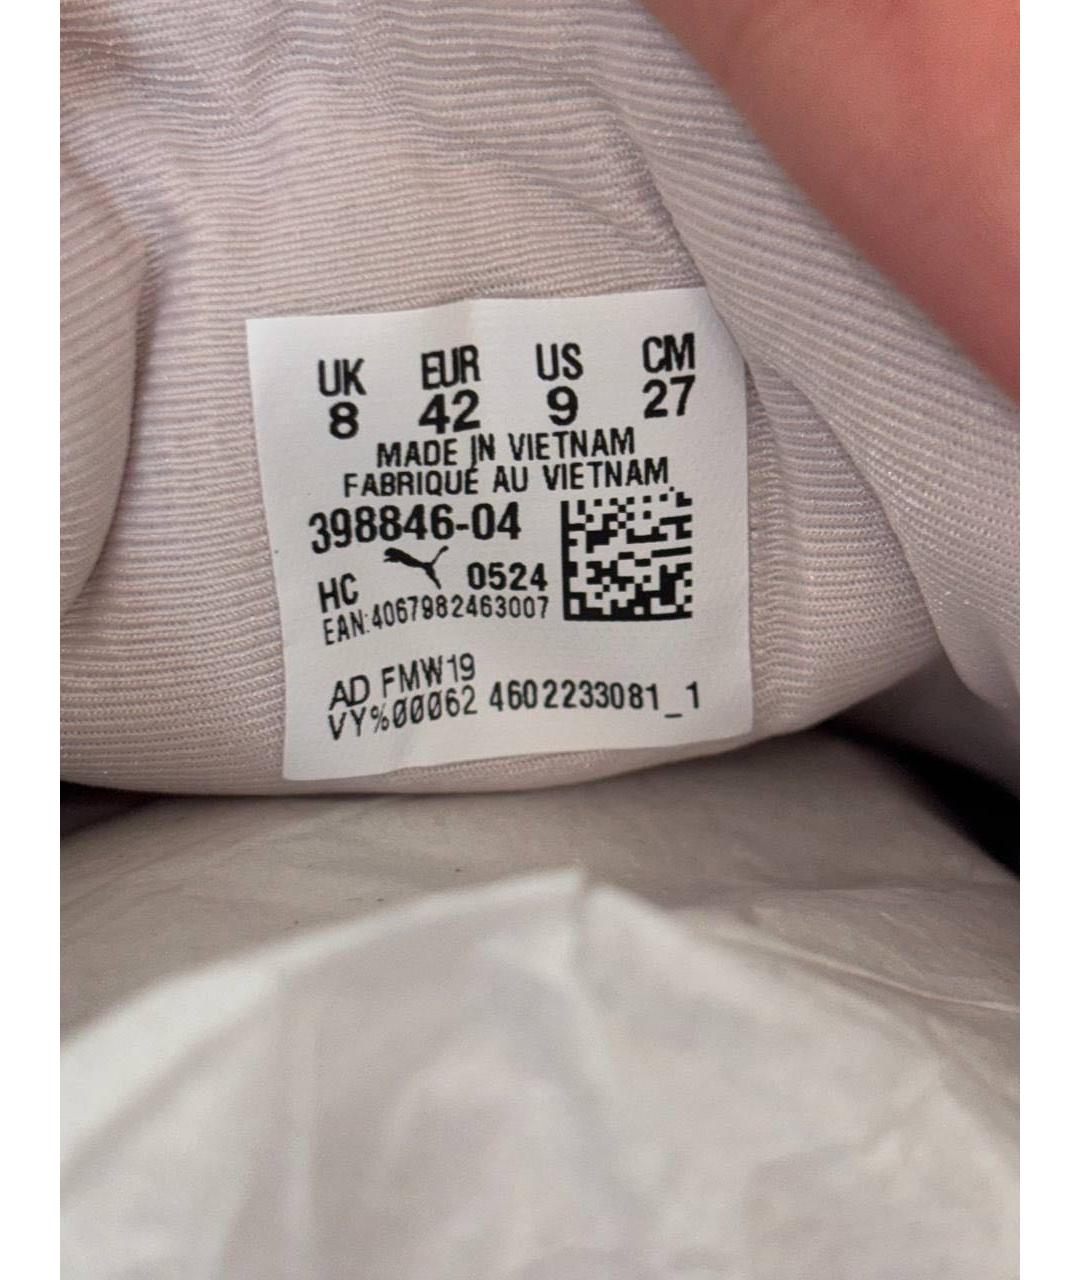 UK EUR US CM
8 42 9 27
MADE IN VIETNAM
FABRIQUÉ AU VIETNAM
398846-04
HC 0524
EAN:4067982463007
AD FMW19
VY%00062 4602233081_1